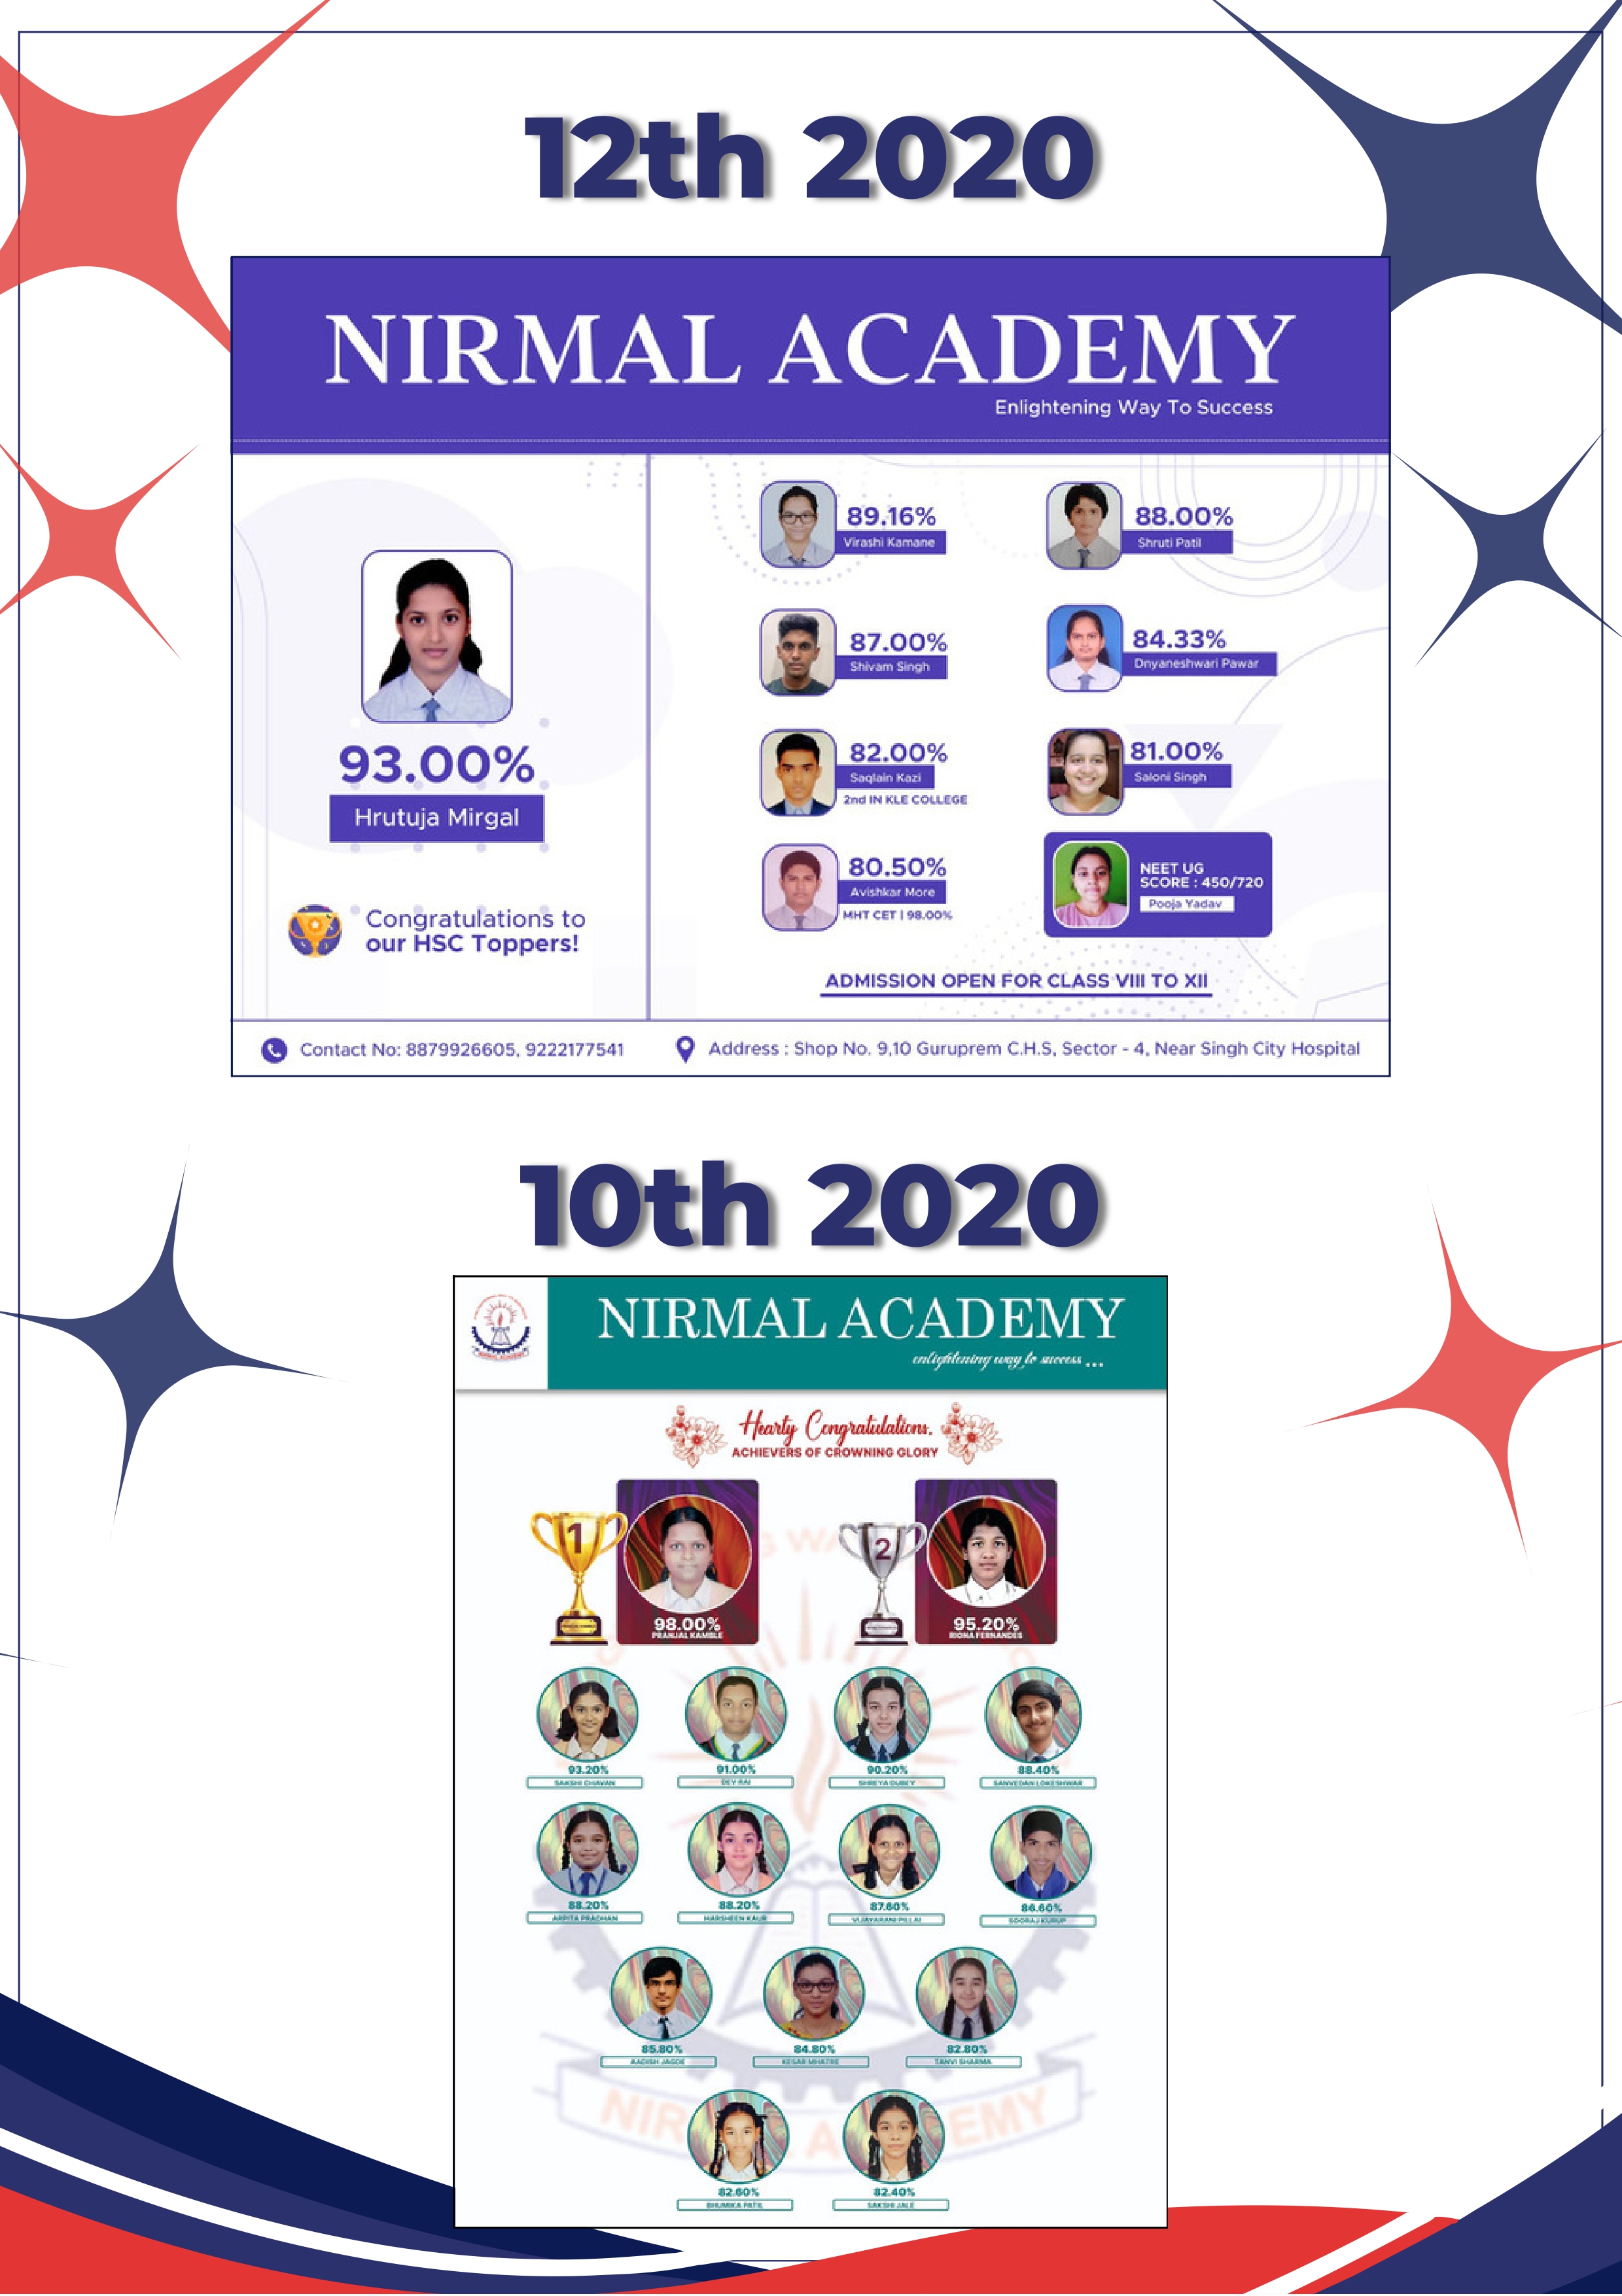 12th 2020
NIRMAL ACADEMY
Enlightening Way To Success
93.00%
Hrutuja Mirgal
Congratulations to
our HSC Toppers!
89.16%
Virashi Kamane
88.00%
Shruti Patil
87.00%
Shivam Singh
84.33%
Dnyaneshwari Pawar
82.00%
Saqlain Kazi
2nd IN KLE COLLEGE
81.00%
Saloni Singh
80.50%
Avishkar More
MHT CET | 98.00%
NEET UG
SCORE : 450/720
Pooja Yadav
ADMISSION OPEN FOR CLASS VIII TO XII
Contact No: 8879926605, 9222177541
Address : Shop No. 9,10 Guruprem C.H.S, Sector - 4, Near Singh City Hospital
10th 2020
NIRMAL ACADEMY
enlightening way to success ...
NIRMAL ACADEMY
Hearty Congratulations.
ACHIEVERS OF CROWNING GLORY
1
98.00%
PRANJAL KAMBLE
2
95.20%
RIONA FERNANDES
93.20%
SAKSHI CHAVAN
91.00%
DEV RAI
90.20%
SHREYA DUBEY
88.40%
SANVEDAN LOKESHWAR
88.20%
ARPITA PRADHAN
88.20%
HARSHEEN KAUR
87.60%
VIJAYARANI PILLAI
86.60%
SOORAJ KURUP
85.80%
AADISH JAGDE
84.80%
KESAR MHATRE
82.80%
TANVI SHARMA
82.60%
BHUMIKA PATIL
82.40%
SAKSHI JALE